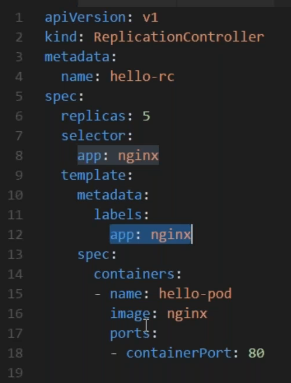 1 apiVersion: v1
2 kind: ReplicationController
3 metadata:
4   name: hello-rc
5 spec:
6   replicas: 5
7   selector:
8     app: nginx
9   template:
10     metadata:
11       labels:
12         app: nginx
13     spec:
14       containers:
15       - name: hello-pod
16         image: nginx
17         ports:
18         - containerPort: 80
19